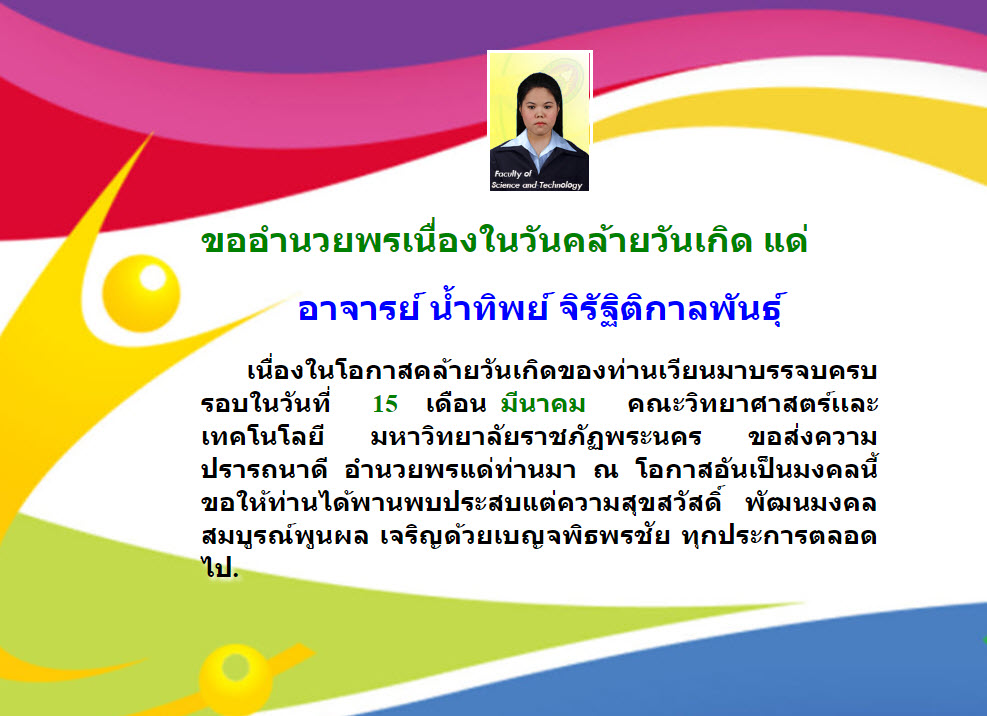 Faculty of
Science and Technology
ขออำนวยพรเนื่องในวันคล้ายวันเกิด แด่
อาจารย์ น้ำทิพย์ จิรัฐิติกาลพันธุ์
เนื่องในโอกาสคล้ายวันเกิดของท่านเวียนมาบรรจบครบ
รอบในวันที่ 15 เดือน มีนาคม คณะวิทยาศาสตร์และ
เทคโนโลยี มหาวิทยาลัยราชภัฏพระนคร ขอส่งความ
ปรารถนาดี อำนวยพรแด่ท่านมา ณ โอกาสอันเป็นมงคลนี้
ขอให้ท่านได้พานพบประสบแต่ความสุขสวัสดิ์ พัฒนมงคล
สมบูรณ์พูนผล เจริญด้วยเบญจพิธพรชัย ทุกประการตลอด
ไป.